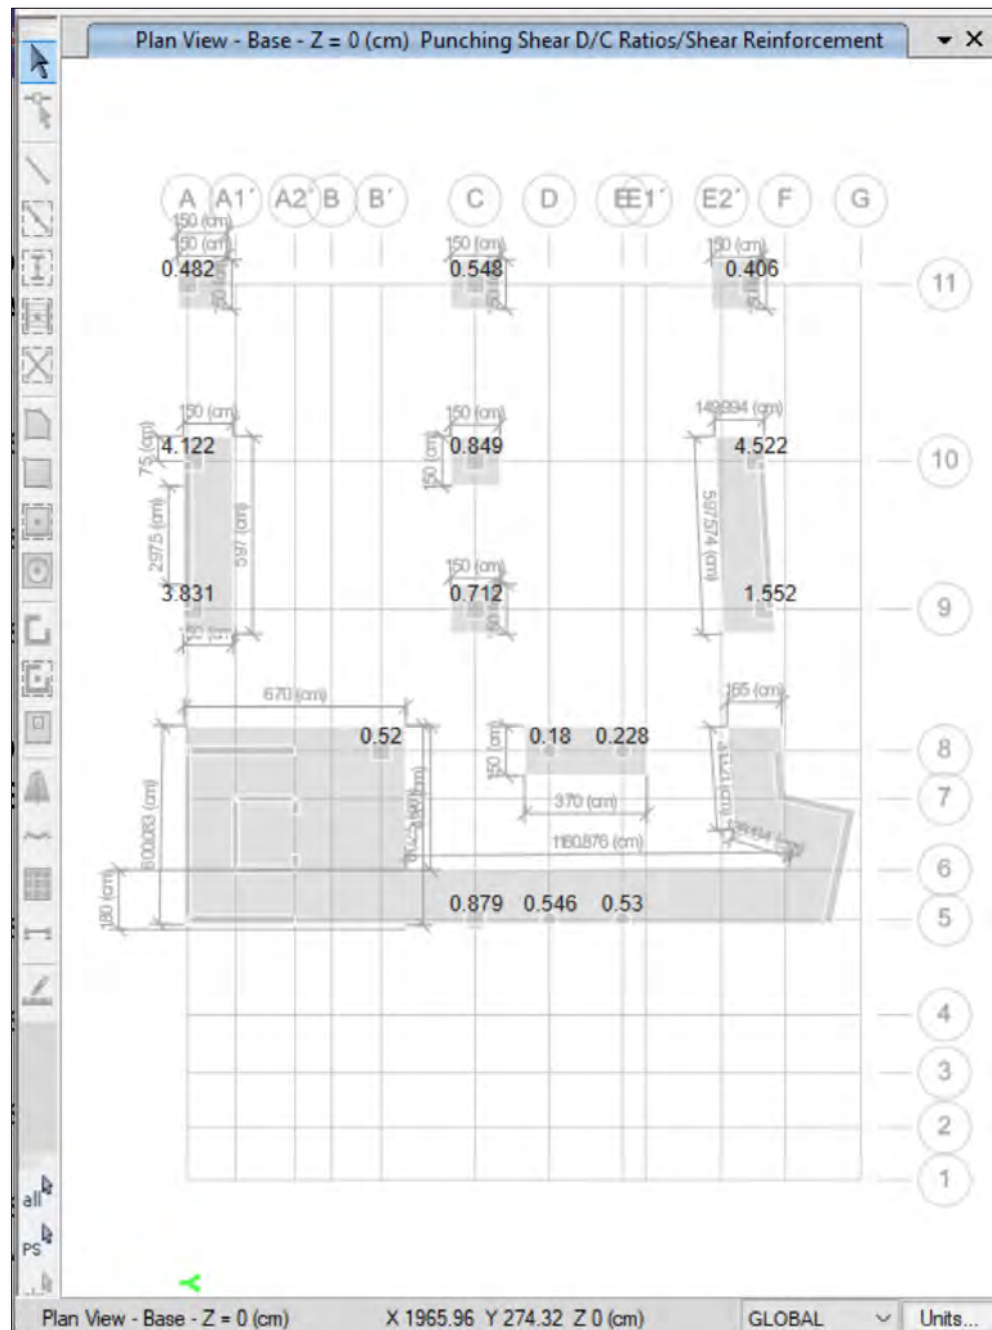 Plan View - Base - Z = 0 (cm) Punching Shear D/C Ratios/Shear Reinforcement
A A1´ A2´ B B´ C D E E1´ E2´ F G
150 (cm)
150 (cm) 150 (cm) 150 (cm)
0.482 0.548 0.406
11
150 (cm) 150 (cm) 149.994 (cm)
4.122 0.849 4.522
75 (cm) 150 (cm)
10
297.5 (cm) 597 (cm) 597.574 (cm)
150 (cm)
3.831 0.712 1.552
9
150 (cm)
670 (cm) 165 (cm)
0.52 0.18 0.228
150 (cm)
8
370 (cm)
7
600.083 (cm)
1160.876 (cm)
6
180 (cm)
0.879 0.546 0.53
5
4
3
2
1
all
PS
Y
Plan View - Base - Z = 0 (cm) X 1965.96 Y 274.32 Z 0 (cm) GLOBAL Units...